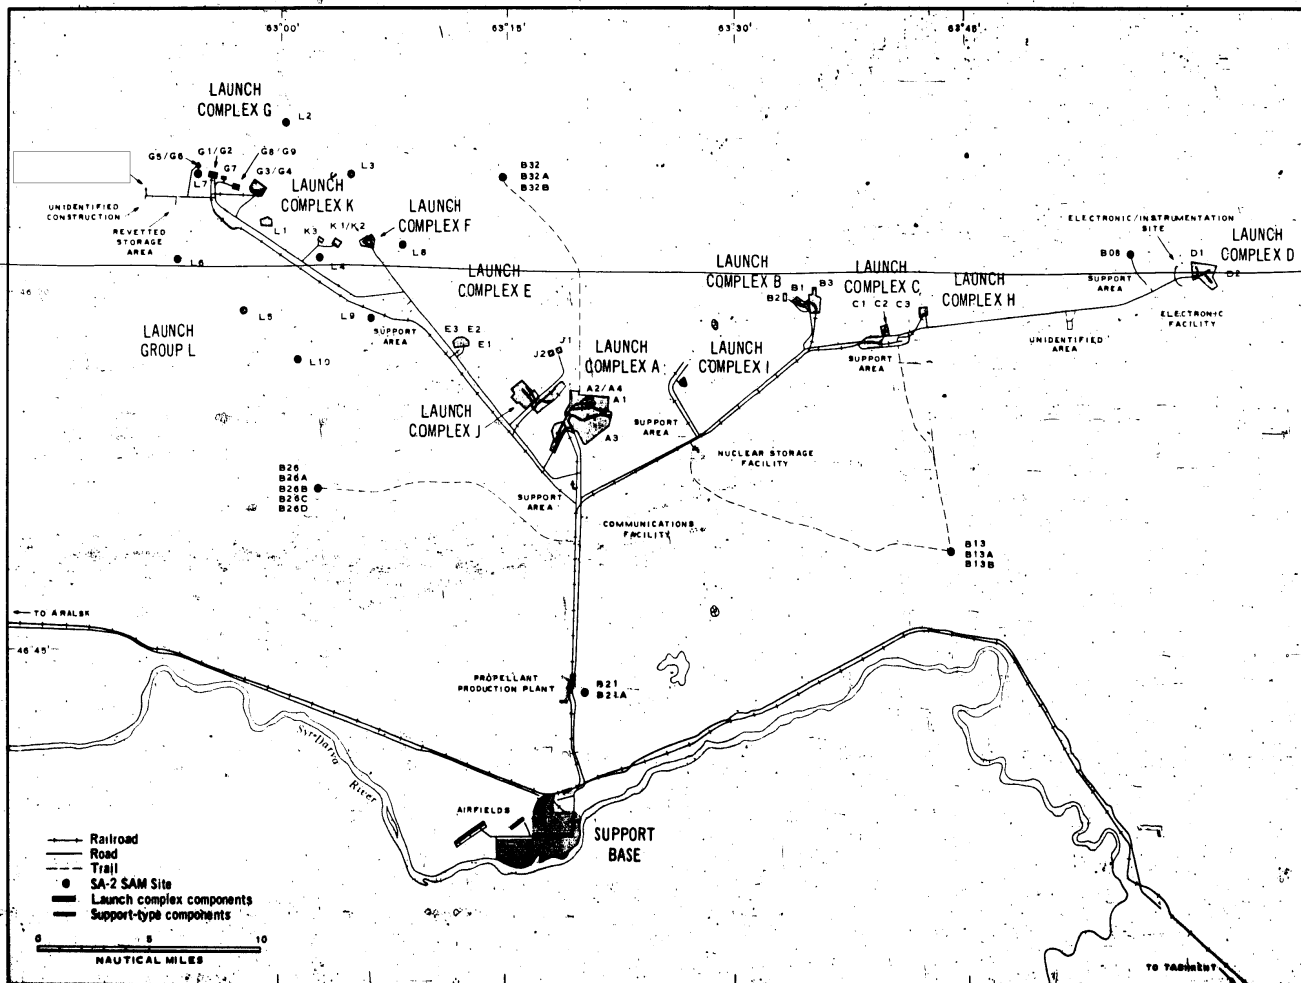 63°00'
63°15'
63°30'
63°45'
LAUNCH
COMPLEX G
L2
G5/G6
G1/G2
G8/G9
G7
G3/G4
L7
L3
UNIDENTIFIED
CONSTRUCTION
REVETTED
STORAGE
AREA
LAUNCH
COMPLEX K
L1
K3
K1/K2
LAUNCH
COMPLEX F
L8
L6
L4
B32
B32A
B32B
ELECTRONIC/INSTRUMENTATION
SITE
B08
D1
LAUNCH
COMPLEX D
D2
SUPPORT
AREA
ELECTRONIC
FACILITY
UNIDENTIFIED
AREA
LAUNCH
COMPLEX E
LAUNCH
COMPLEX B
B1
B3
B2
LAUNCH
COMPLEX C
C1 C2 C3
LAUNCH
COMPLEX H
46
L5
L9
SUPPORT
AREA
LAUNCH
GROUP L
L10
E3 E2
E1
J1
J2
LAUNCH
COMPLEX A
A2/A4
A1
A3
LAUNCH
COMPLEX I
SUPPORT
AREA
LAUNCH
COMPLEX J
SUPPORT
AREA
NUCLEAR STORAGE
FACILITY
B26
B26A
B26B
B26C
B26D
SUPPORT
AREA
COMMUNICATIONS
FACILITY
B13
B13A
B13B
TO ARALSK
46°45'
PROPELLANT
PRODUCTION PLANT
B21
B21A
Syr-Darya
River
AIRFIELDS
SUPPORT
BASE
Railroad
Road
Trail
SA-2 SAM Site
Launch complex components
Support-type components
0 5 10
NAUTICAL MILES
TO TASHKENT